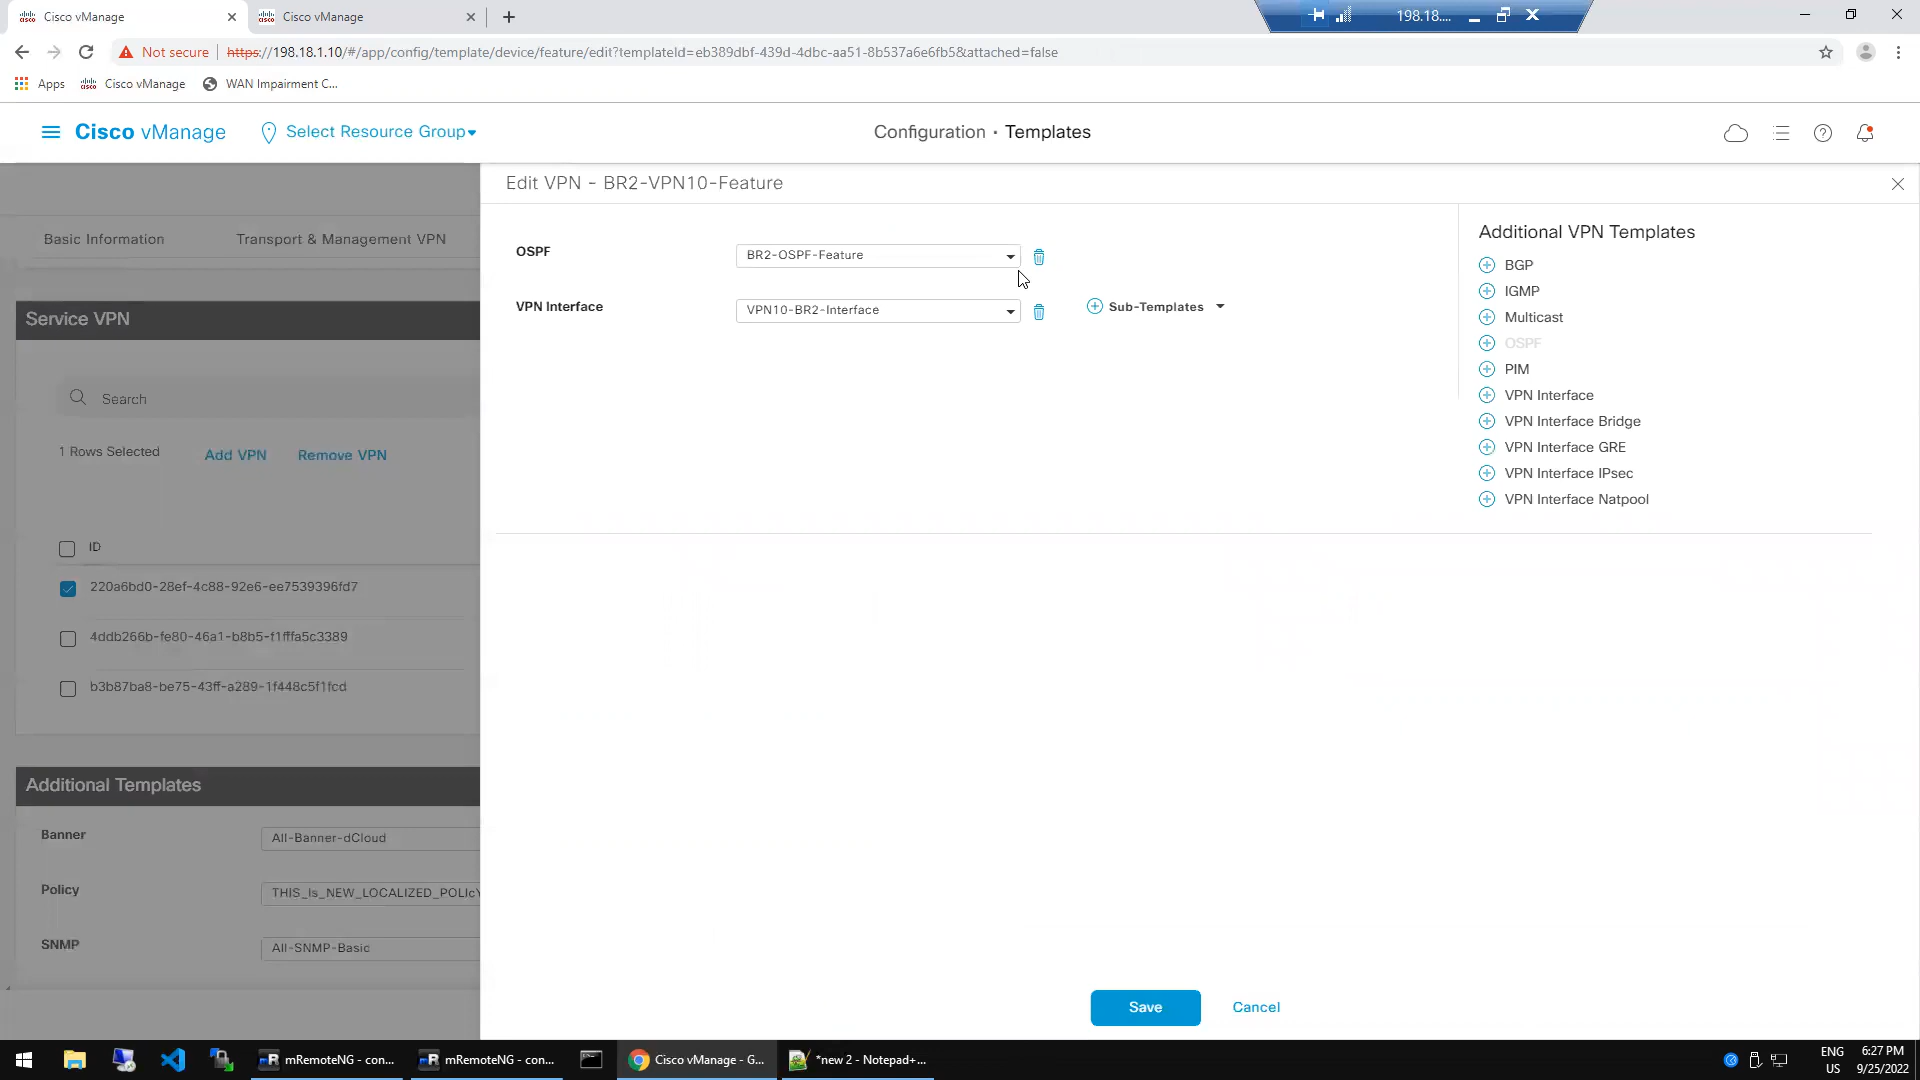 Cisco vManage
Cisco vManage
198.18....
Not secure
https://198.18.1.10/#/app/config/template/device/feature/edit?templateId=eb389dbf-439d-4dbc-aa51-8b537a6e6fb5&attached=false
Apps
Cisco vManage
WAN Impairment C...
Cisco vManage
Select Resource Group
Configuration · Templates
Edit VPN - BR2-VPN10-Feature
Basic Information
Transport & Management VPN
OSPF
BR2-OSPF-Feature
VPN Interface
VPN10-BR2-Interface
Sub-Templates
Additional VPN Templates
BGP
IGMP
Multicast
OSPF
PIM
VPN Interface
VPN Interface Bridge
VPN Interface GRE
VPN Interface IPsec
VPN Interface Natpool
Service VPN
Search
1 Rows Selected
Add VPN
Remove VPN
ID
220a6bd0-28ef-4c88-92e6-ee7539396fd7
4ddb266b-fe80-46a1-b8b5-f1fffa5c3389
b3b87ba8-be75-43ff-a289-1f448c5f1fcd
Additional Templates
Banner
All-Banner-dCloud
Policy
THIS_Is_NEW_LOCALIZED_POLIcY
SNMP
All-SNMP-Basic
Save
Cancel
mRemoteNG - con...
mRemoteNG - con...
Cisco vManage - G...
*new 2 - Notepad+...
ENG
US
6:27 PM
9/25/2022